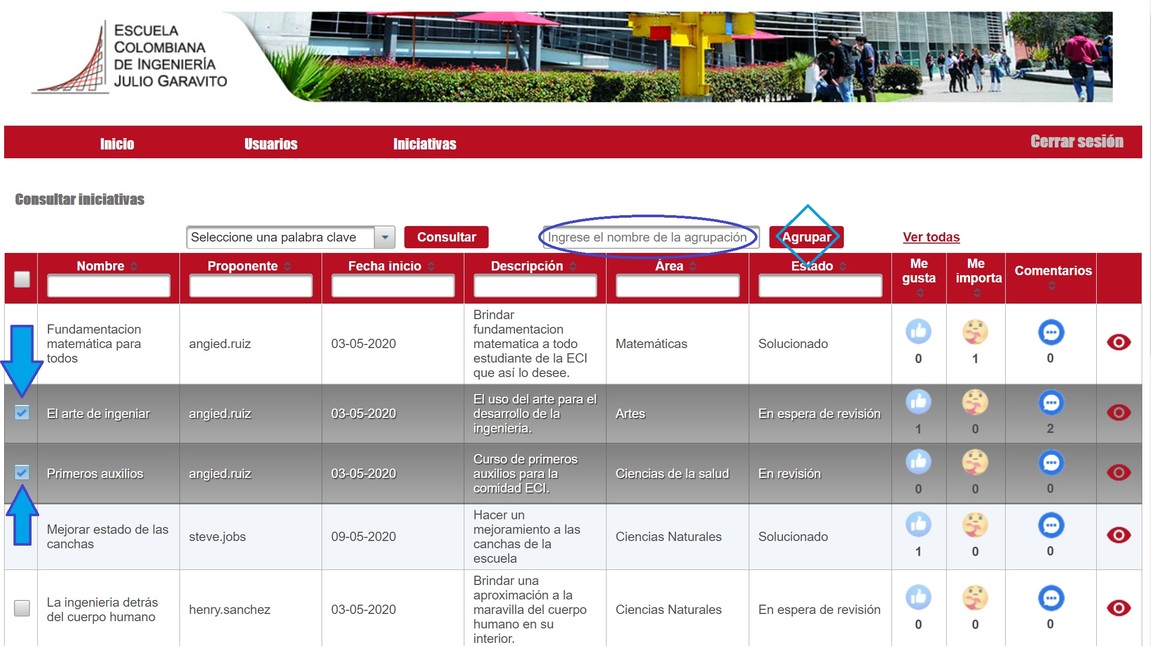 ESCUELA
COLOMBIANA
DE INGENIERÍA
JULIO GARAVITO
Inicio Usuarios Iniciativas Cerrar sesión
Consultar iniciativas
Seleccione una palabra clave Consultar Ingrese el nombre de la agrupación Agrupar Ver todas
Nombre Proponente Fecha inicio Descripción Área Estado Me gusta Me importa Comentarios
Fundamentacion
matemática para
todos
angied.ruiz
03-05-2020
Brindar
fundamentacion
matematica a todo
estudiante de la ECI
que así lo desee.
Matemáticas
Solucionado
0 1 0
El arte de ingeniar
angied.ruiz
03-05-2020
El uso del arte para el
desarrollo de la
ingeniería.
Artes
En espera de revisión
1 0 2
Primeros auxilios
angied.ruiz
03-05-2020
Curso de primeros
auxilios para la
comidad ECI.
Ciencias de la salud
En revisión
0 0 0
Mejorar estado de las
canchas
steve.jobs
09-05-2020
Hacer un
mejoramiento a las
canchas de la
escuela
Ciencias Naturales
Solucionado
1 0 0
La ingenieria detrás
del cuerpo humano
henry.sanchez
03-05-2020
Brindar una
aproximación a la
maravilla del cuerpo
humano en su
interior.
Ciencias Naturales
En espera de revisión
0 0 0